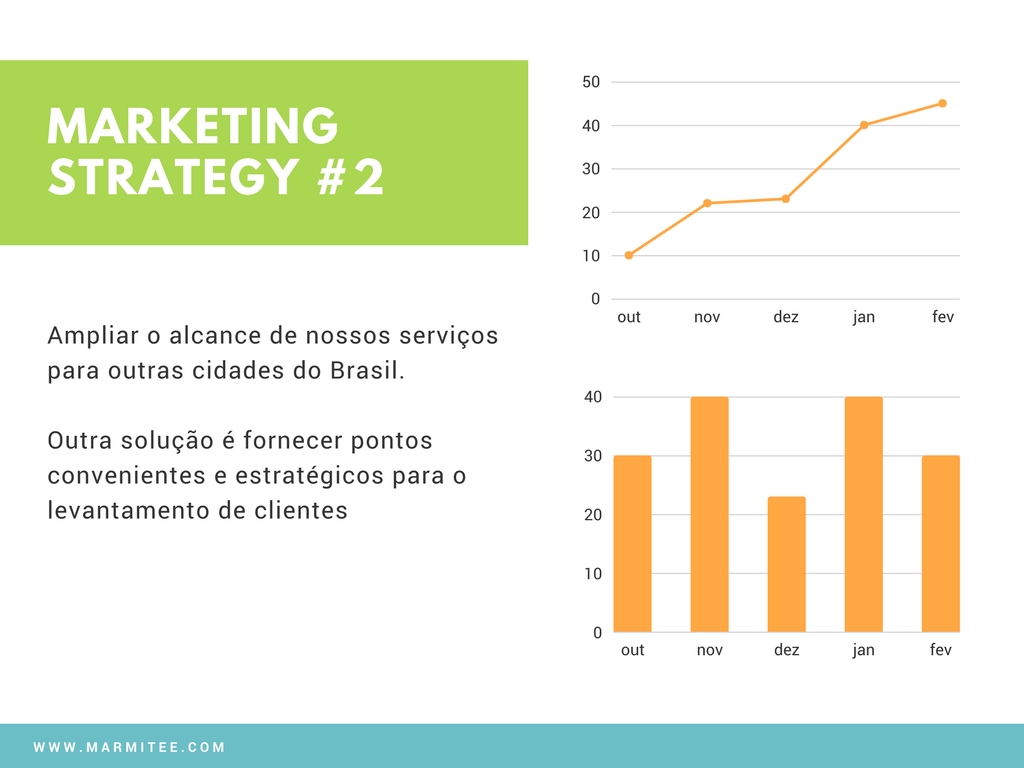 MARKETING
STRATEGY #2
Ampliar o alcance de nossos serviços
para outras cidades do Brasil.
Outra solução é fornecer pontos
convenientes e estratégicos para o
levantamento de clientes
50
40
30
20
10
0
out nov dez jan fev
40
30
20
10
0
out nov dez jan fev
WWW.MARMITEE.COM